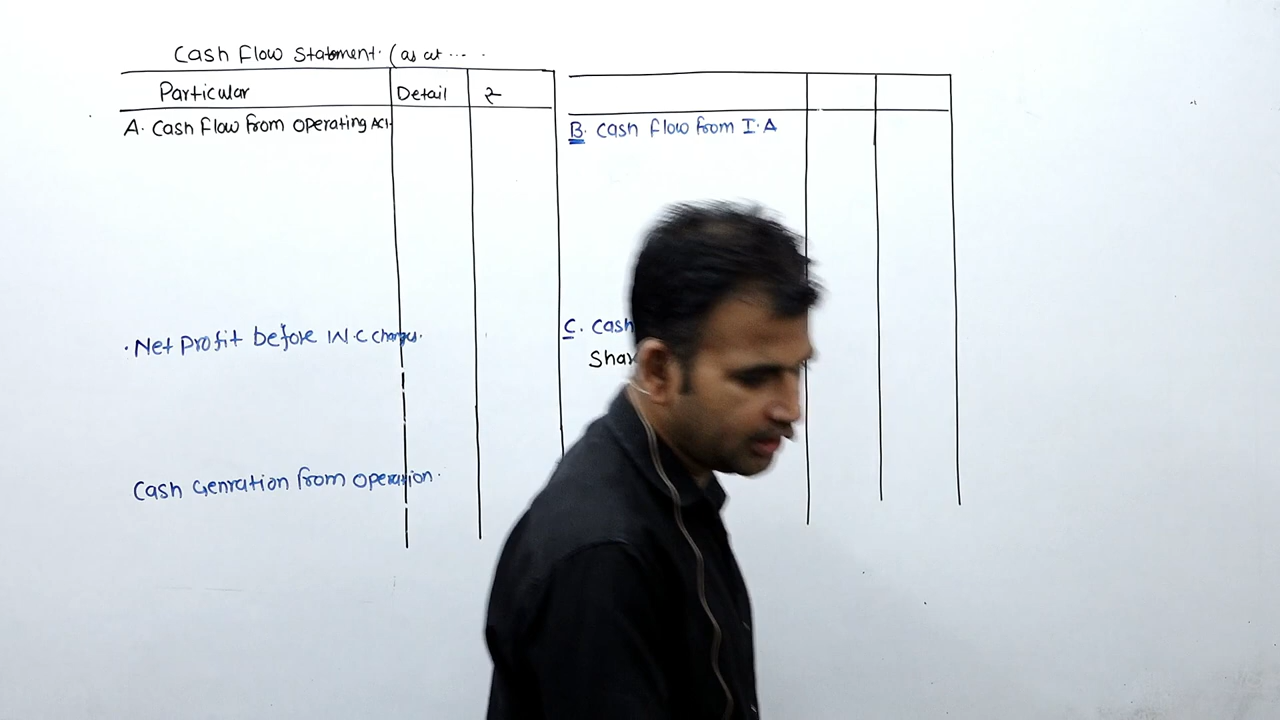 Cash Flow Statement. (as at .....
Particular Detail ₹
A. Cash Flow from operating Act.
. Net Profit before W.C changes.
Cash Genration from operation.
B. Cash flow from I.A
C. Cash